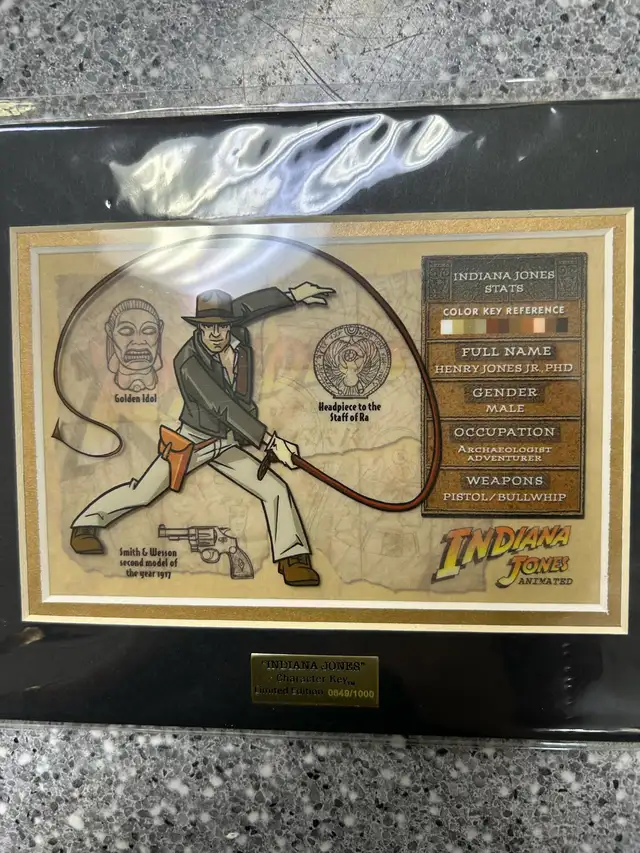 INDIANA JONES
STATS
COLOR KEY REFERENCE
FULL NAME
HENRY JONES JR, PHD
GENDER
MALE
OCCUPATION
ARCHAEOLOGIST
ADVENTURER
WEAPONS
PISTOL/BULLWHIP
Golden Idol
Headpiece to the
Staff of Ra
Smith & Wesson
second model of
the year 1917
INDIANA
JONES
ANIMATED
"INDIANA JONES"
Character Key™
Limited Edition 0649/1000